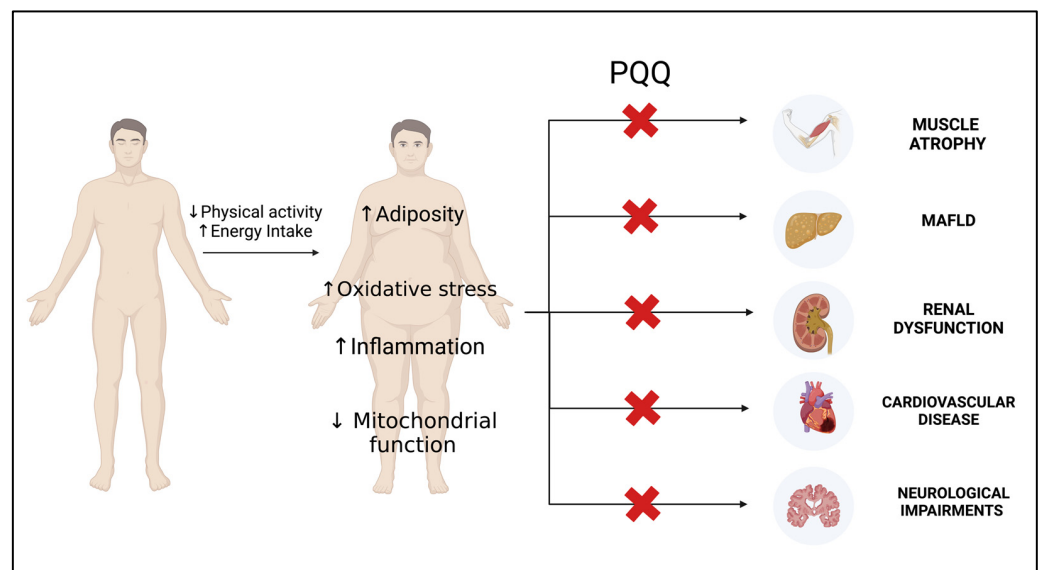 PQQ
↓Physical activity
↑Energy Intake
↑Adiposity
↑Oxidative stress
↑Inflammation
↓ Mitochondrial
function
MUSCLE
ATROPHY
MAFLD
RENAL
DYSFUNCTION
CARDIOVASCULAR
DISEASE
NEUROLOGICAL
IMPAIRMENTS